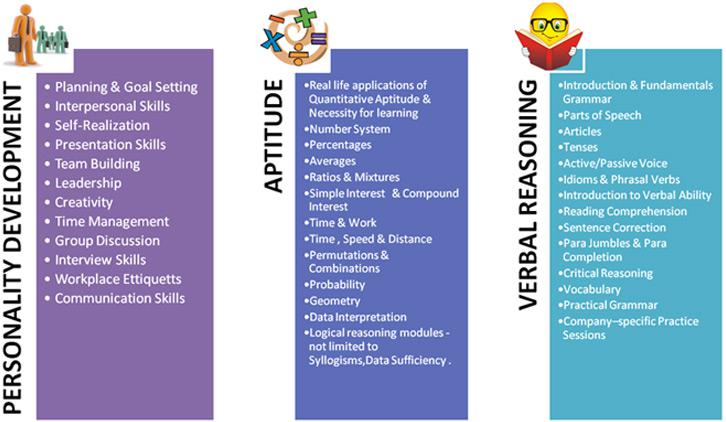 PERSONALITY DEVELOPMENT
• Planning & Goal Setting
• Interpersonal Skills
• Self-Realization
• Presentation Skills
• Team Building
• Leadership
• Creativity
• Time Management
• Group Discussion
• Interview Skills
• Workplace Ettiquetts
• Communication Skills
APTITUDE
•Real life applications of
Quantitative Aptitude &
Necessity for learning
•Number System
•Percentages
•Averages
•Ratios & Mixtures
•Simple Interest & Compound
Interest
•Time & Work
•Time , Speed & Distance
•Permutations &
Combinations
•Probability
•Geometry
•Data Interpretation
•Logical reasoning modules -
not limited to
Syllogisms,Data Sufficiency .
VERBAL REASONING
•Introduction & Fundamentals
Grammar
•Parts of Speech
•Articles
•Tenses
•Active/Passive Voice
•Idioms & Phrasal Verbs
•Introduction to Verbal Ability
•Reading Comprehension
•Sentence Correction
•Para Jumbles & Para
Completion
•Critical Reasoning
•Vocabulary
•Practical Grammar
•Company–specific Practice
Sessions